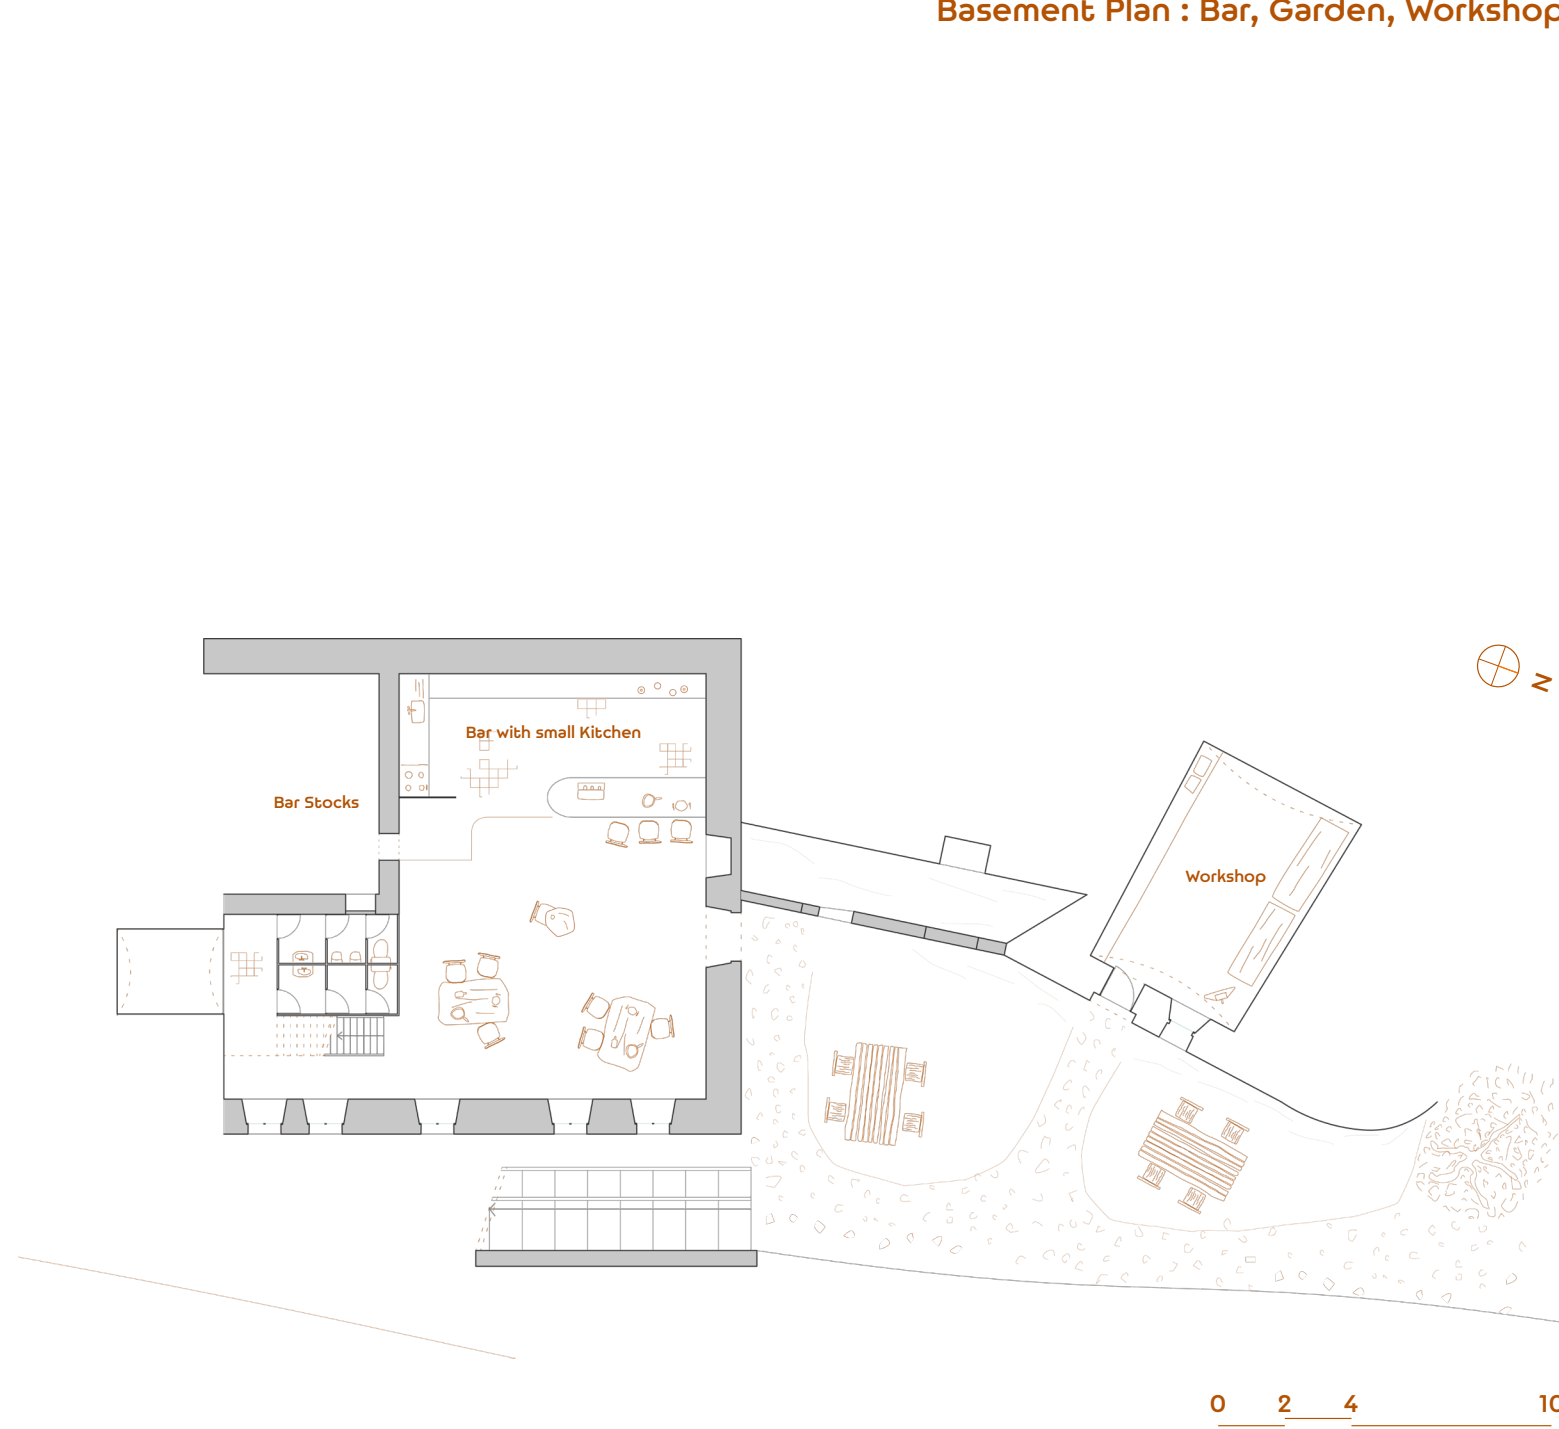 Basement Plan : Bar, Garden, Workshop
N
Bar with small Kitchen
Bar Stocks
Workshop
0 2 4 10